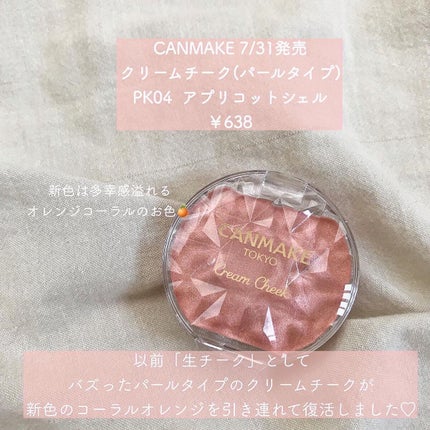 CANMAKE 7/31発売
クリームチーク(パールタイプ)
PK04 アプリコットシェル
￥638
新色は多幸感溢れる
オレンジコーラルのお色🍊
CANMAKE
TOKYO
Cream Cheek
以前「生チーク」として
バズったパールタイプのクリームチークが
新色のコーラルオレンジを引き連れて復活しました♡